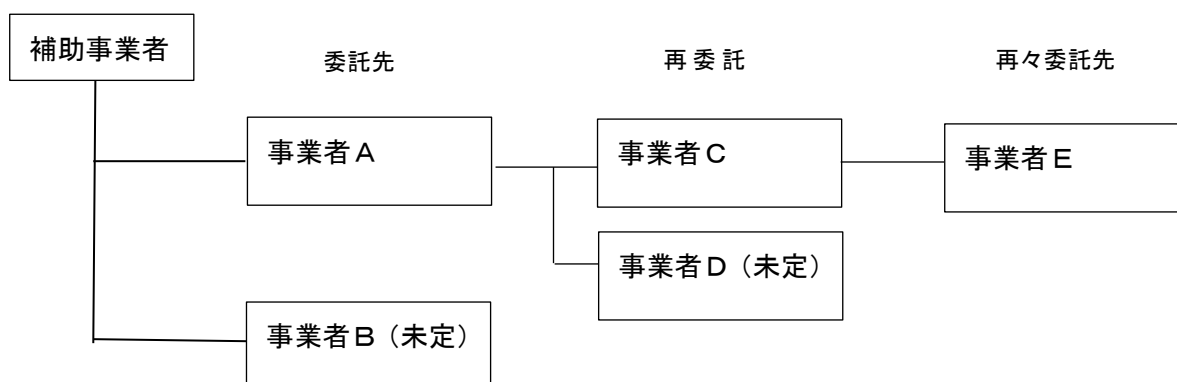 補助事業者
委託先
再委託
再々委託先
事業者A
事業者C
事業者E
事業者D（未定）
事業者B（未定）